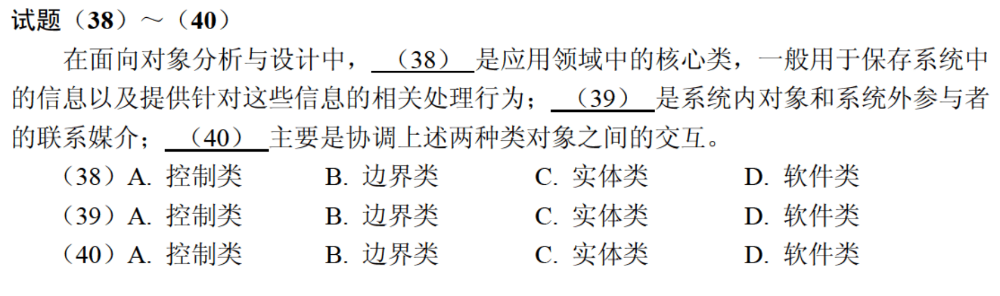 试题（38）～（40）
在面向对象分析与设计中，（38）是应用领域中的核心类，一般用于保存系统中
的信息以及提供针对这些信息的相关处理行为；（39）是系统内对象和系统外参与者
的联系媒介；（40）主要是协调上述两种类对象之间的交互。
（38）A. 控制类 B. 边界类 C. 实体类 D. 软件类
（39）A. 控制类 B. 边界类 C. 实体类 D. 软件类
（40）A. 控制类 B. 边界类 C. 实体类 D. 软件类